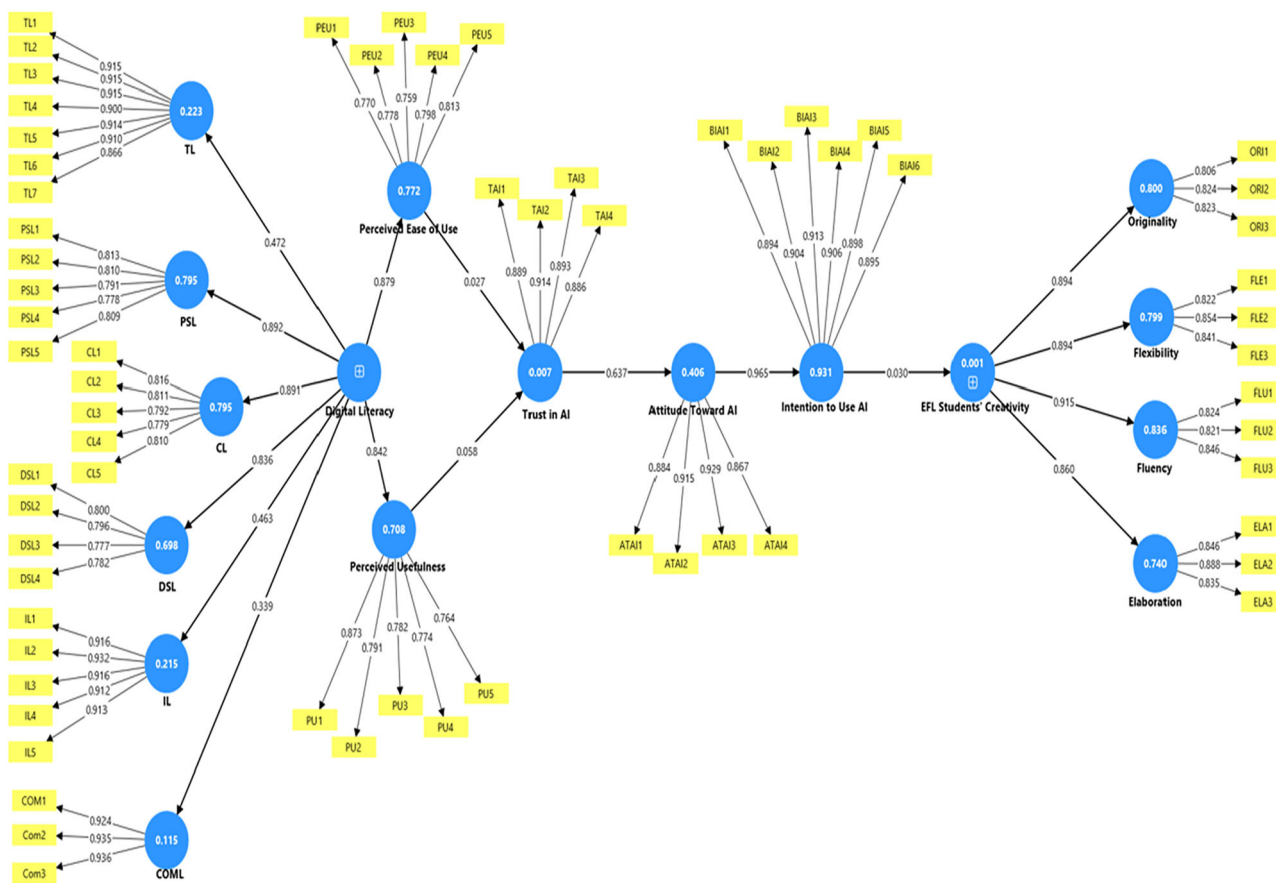 TL1
TL2
TL3
TL4
TL5
TL6
TL7
0.915
0.915
0.915
0.900
0.914
0.910
0.866
0.223
TL
PSL1
PSL2
PSL3
PSL4
PSL5
0.813
0.810
0.791
0.778
0.809
0.795
PSL
CL1
CL2
CL3
CL4
CL5
0.816
0.811
0.792
0.779
0.810
0.795
CL
DSL1
DSL2
DSL3
DSL4
0.800
0.796
0.777
0.782
0.698
DSL
IL1
IL2
IL3
IL4
IL5
0.916
0.932
0.916
0.912
0.913
0.215
IL
COM1
Com2
Com3
0.924
0.935
0.936
0.115
COML
0.472
0.892
0.891
0.836
0.463
0.339
Digital Literacy
0.879
0.842
PEU1
PEU2
PEU3
PEU4
PEU5
0.770
0.778
0.759
0.798
0.813
0.772
Perceived Ease of Use
0.027
0.708
Perceived Usefulness
0.058
0.873
0.791
0.782
0.774
0.764
PU1
PU2
PU3
PU4
PU5
TAI1
TAI2
TAI3
TAI4
0.889
0.914
0.893
0.886
0.007
Trust in AI
0.637
0.406
Attitude Toward AI
0.884
0.915
0.929
0.867
ATAI1
ATAI2
ATAI3
ATAI4
0.965
BIAI1
BIAI2
BIAI3
BIAI4
BIAI5
BIAI6
0.894
0.904
0.913
0.906
0.898
0.895
0.931
Intention to Use AI
0.030
0.001
EFL Students' Creativity
0.894
0.894
0.915
0.860
0.800
Originality
0.806
0.824
0.823
ORI1
ORI2
ORI3
0.799
Flexibility
0.822
0.854
0.841
FLE1
FLE2
FLE3
0.836
Fluency
0.824
0.821
0.846
FLU1
FLU2
FLU3
0.740
Elaboration
0.846
0.888
0.835
ELA1
ELA2
ELA3